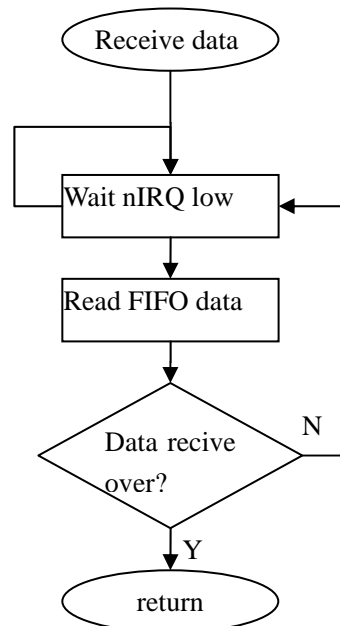 Receive data
Wait nIRQ low
Read FIFO data
Data recive
over?
N
Y
return